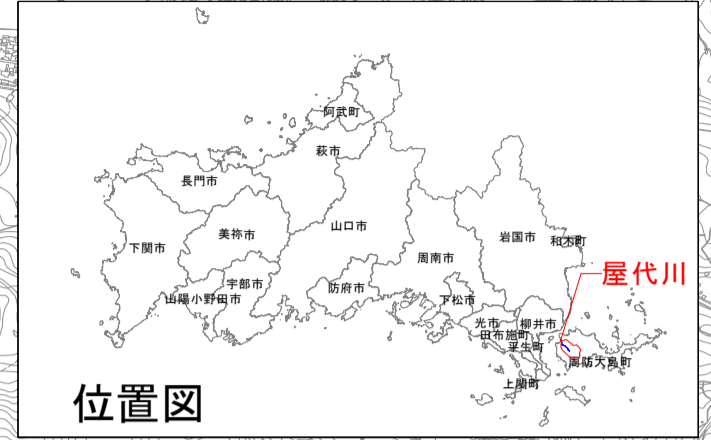 阿武町
萩市
長門市
山口市
美祢市
下関市
岩国市
和木町
周南市
屋代川
宇部市
防府市
山陽小野田市
下松市
光市
柳井市
田布施町
平生町
周防大島町
上関町
位置図